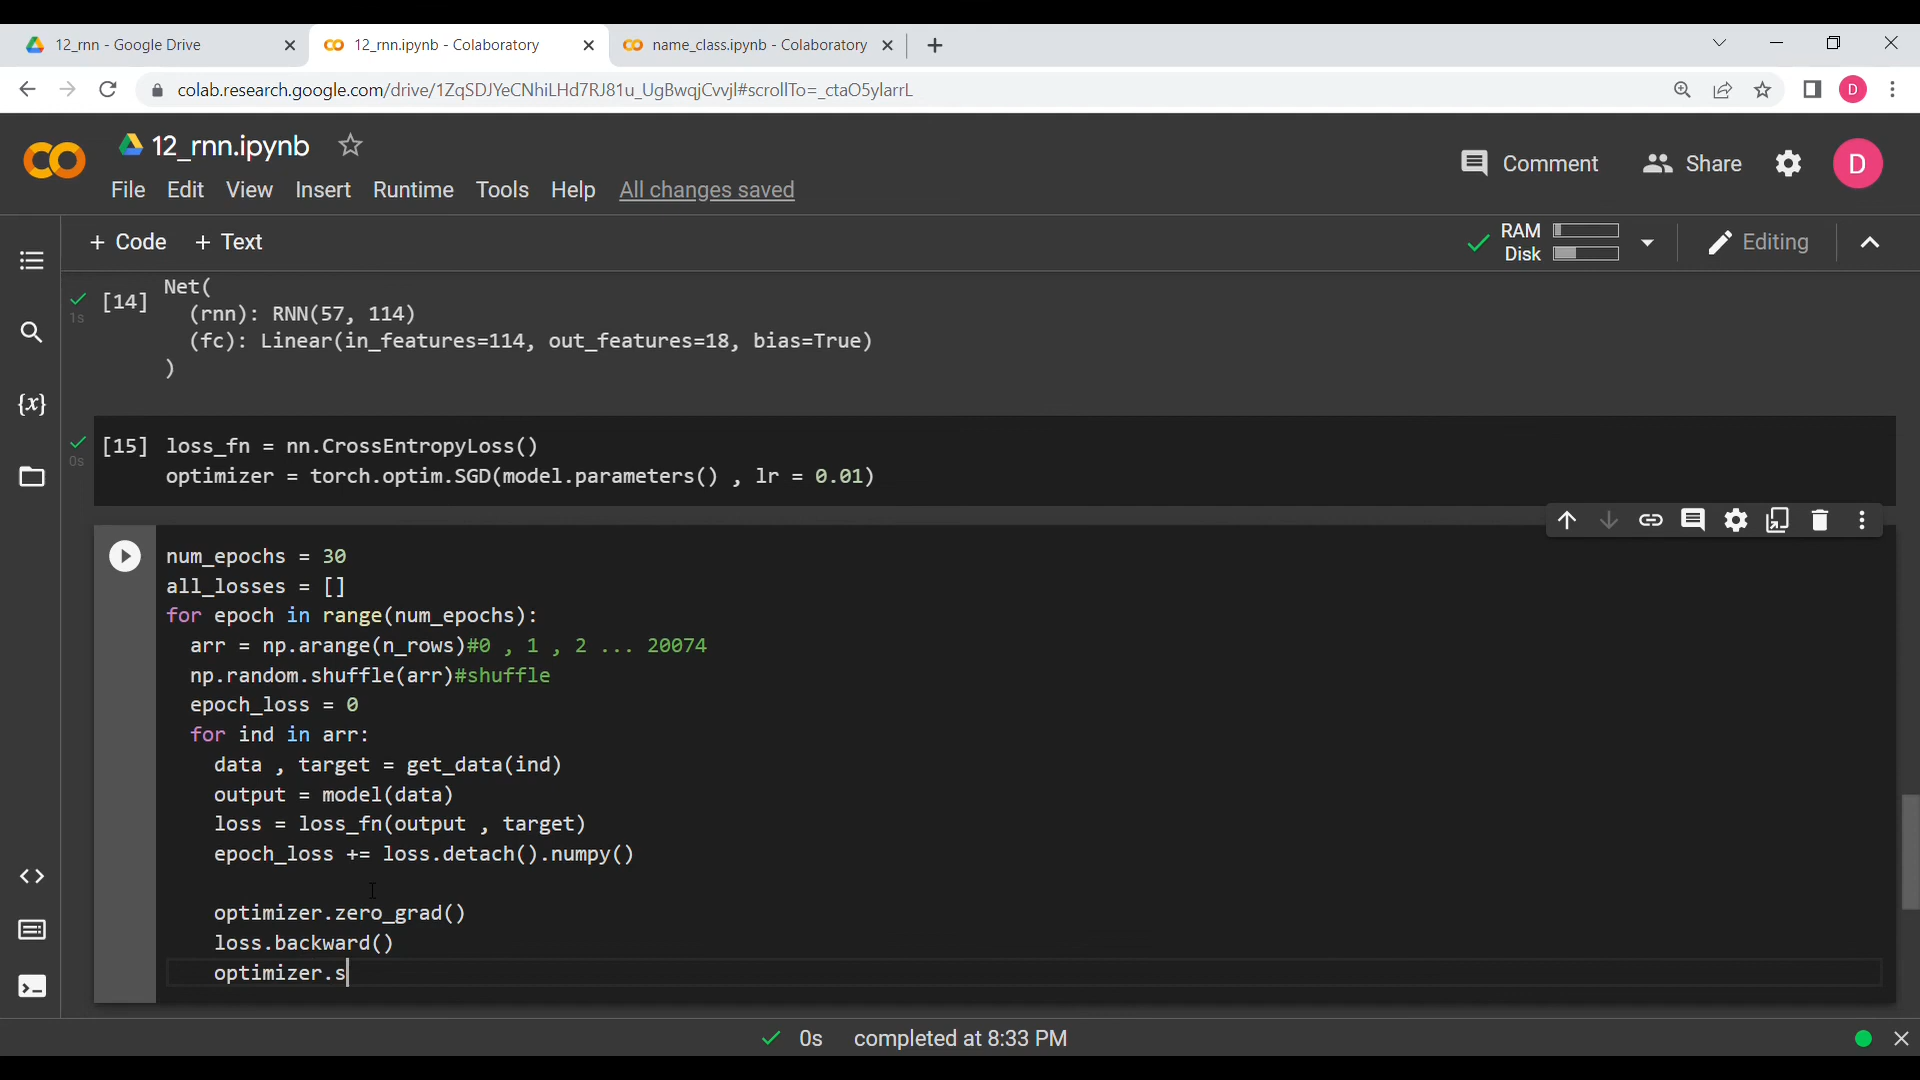 12_rnn - Google Drive
12_rnn.ipynb - Colaboratory
name_class.ipynb - Colaboratory
colab.research.google.com/drive/1ZqSDJYeCNhiLHd7RJ81u_UgBwqjCvvjl#scrollTo=_ctaO5ylarrL
D
12_rnn.ipynb
Comment
Share
D
File Edit View Insert Runtime Tools Help All changes saved
+ Code + Text
RAM
Disk
Editing
[14] Net(
1s
(rnn): RNN(57, 114)
(fc): Linear(in_features=114, out_features=18, bias=True)
)
{x}
[15] loss_fn = nn.CrossEntropyLoss()
0s
optimizer = torch.optim.SGD(model.parameters() , lr = 0.01)
num_epochs = 30
all_losses = []
for epoch in range(num_epochs):
arr = np.arange(n_rows)#0 , 1 , 2 ... 20074
np.random.shuffle(arr)#shuffle
epoch_loss = 0
for ind in arr:
data , target = get_data(ind)
output = model(data)
loss = loss_fn(output , target)
epoch_loss += loss.detach().numpy()
optimizer.zero_grad()
loss.backward()
optimizer.s
0s completed at 8:33 PM